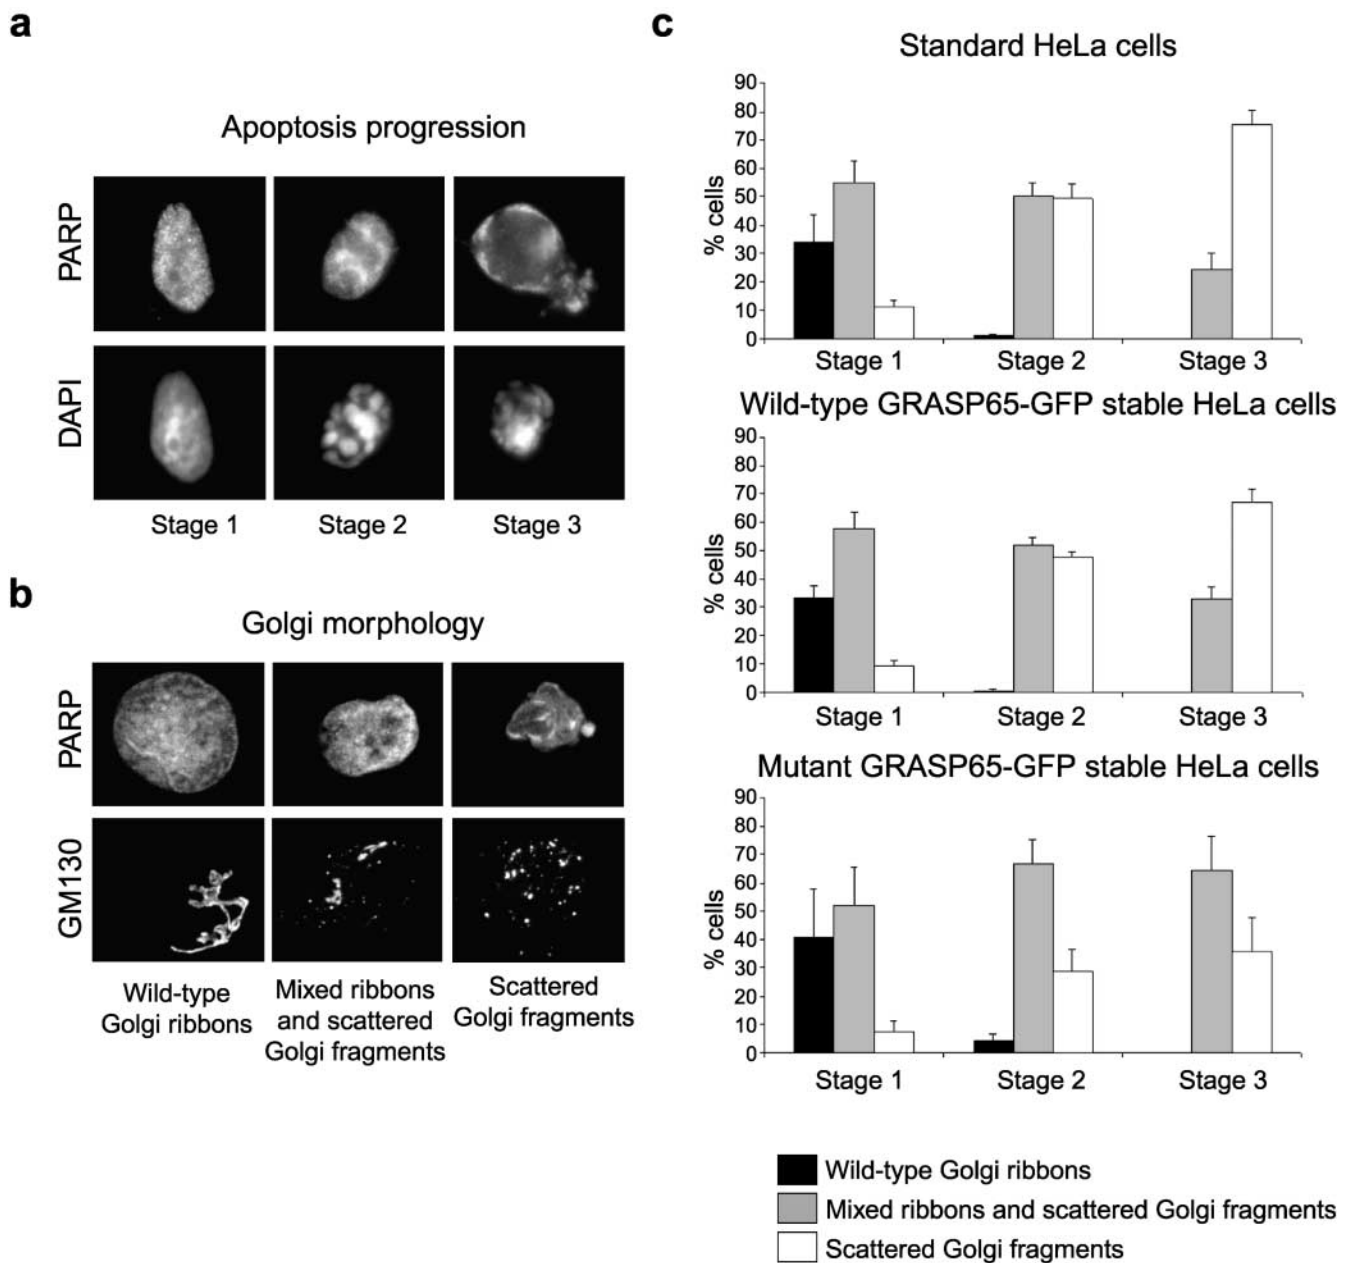 a
Apoptosis progression
PARP
DAPI
Stage 1 Stage 2 Stage 3
b
Golgi morphology
PARP
GM130
Wild-type
Golgi ribbons
Mixed ribbons
and scattered
Golgi fragments
Scattered
Golgi fragments
c
Standard HeLa cells
% cells
90
80
70
60
50
40
30
20
10
0
Stage 1 Stage 2 Stage 3
Wild-type GRASP65-GFP stable HeLa cells
% cells
90
80
70
60
50
40
30
20
10
0
Stage 1 Stage 2 Stage 3
Mutant GRASP65-GFP stable HeLa cells
% cells
90
80
70
60
50
40
30
20
10
0
Stage 1 Stage 2 Stage 3
Wild-type Golgi ribbons
Mixed ribbons and scattered Golgi fragments
Scattered Golgi fragments